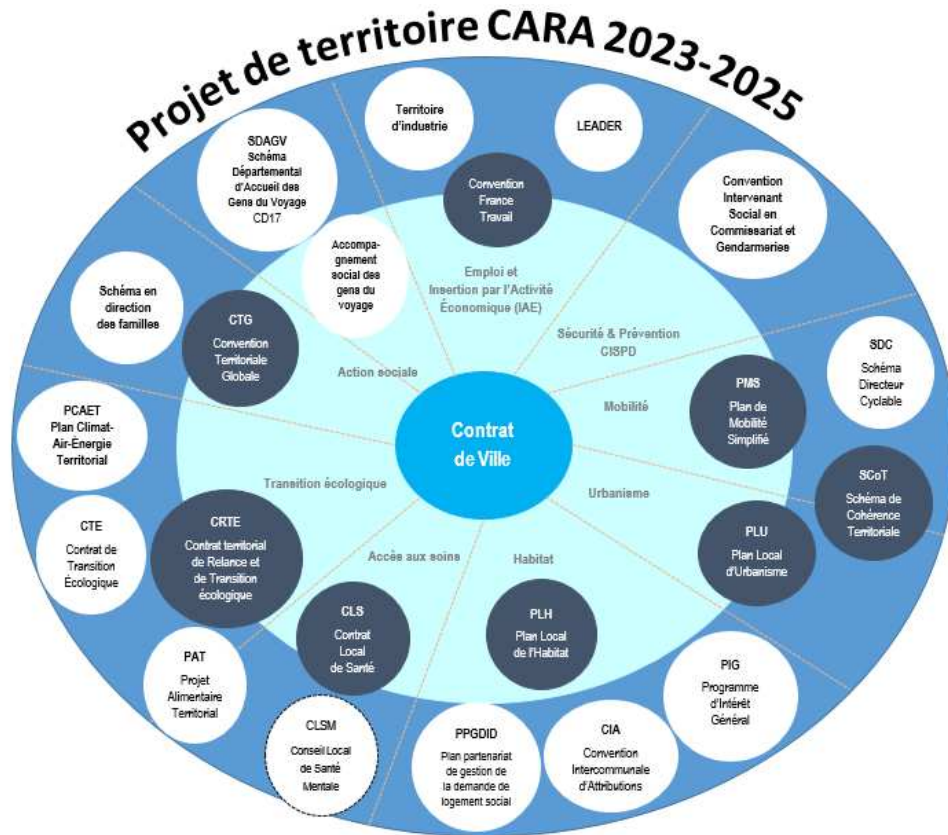 Projet de territoire CARA 2023-2025
Territoire
d'industrie
LEADER
SDAGV
Schéma
Départemental
d'Accueil des
Gens du Voyage
CD17
Convention
France
Travail
Convention
Intervenant
Social en
Commissariat et
Gendarmeries
Accompa-
gnement
social des
gens du
voyage
Emploi et
Insertion par l'Activité
Économique (IAE)
Schéma en
direction
des familles
CTG
Convention
Territoriale
Globale
Sécurité & Prévention
CISPD
SDC
Schéma
Directeur
Cyclable
Action sociale
Mobilité
PMS
Plan de
Mobilité
Simplifié
PCAET
Plan Climat-
Air-Énergie
Territorial
Contrat
de Ville
Transition écologique
Urbanisme
SCoT
Schéma de
Cohérence
Territoriale
CTE
Contrat de
Transition
Écologique
CRTE
Contrat territorial
de Relance et
de Transition
écologique
Accès aux soins
Habitat
PLU
Plan Local
d'Urbanisme
CLS
Contrat
Local
de Santé
PLH
Plan Local
de l'Habitat
PAT
Projet
Alimentaire
Territorial
PIG
Programme
d'Intérêt
Général
CLSM
Conseil Local
de Santé
Mentale
PPGDID
Plan partenariat
de gestion de
la demande de
logement social
CIA
Convention
Intercommunale
d'Attributions